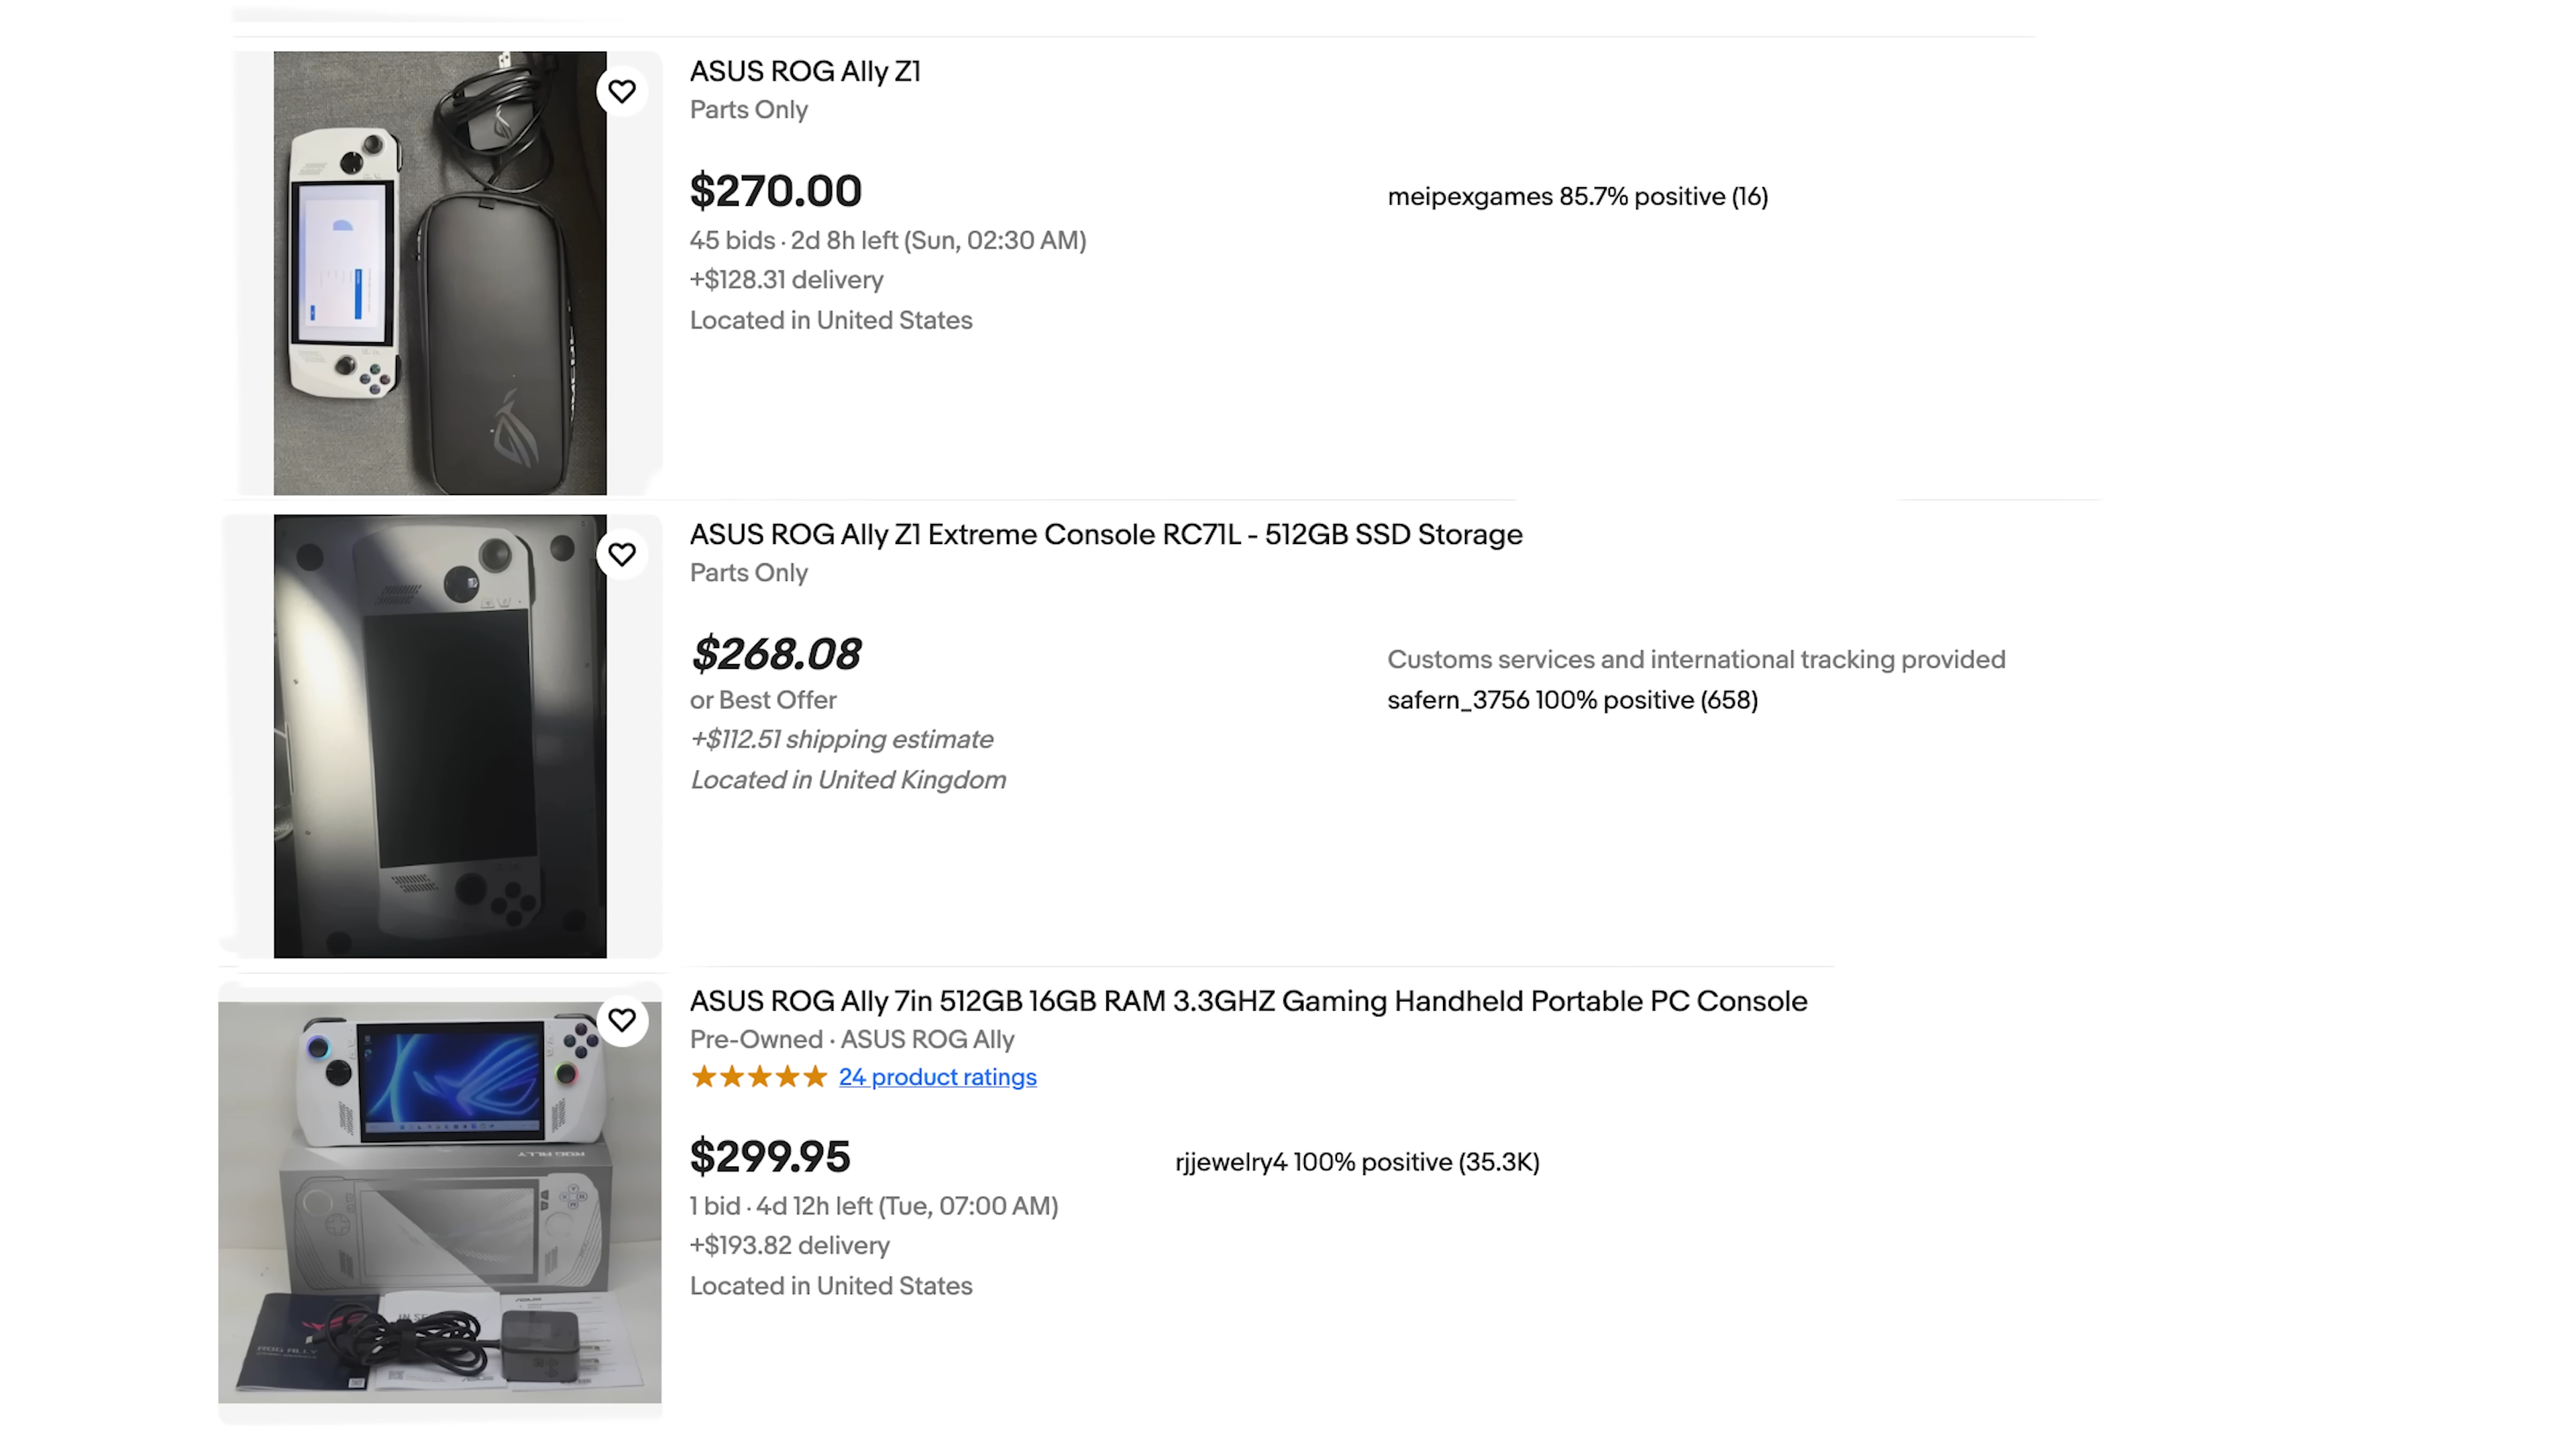 ASUS ROG Ally Z1
Parts Only
$270.00
45 bids · 2d 8h left (Sun, 02:30 AM)
+$128.31 delivery
Located in United States
meipexgames 85.7% positive (16)
ASUS ROG Ally Z1 Extreme Console RC71L - 512GB SSD Storage
Parts Only
$268.08
or Best Offer
+$112.51 shipping estimate
Located in United Kingdom
Customs services and international tracking provided
safern_3756 100% positive (658)
ASUS ROG Ally 7in 512GB 16GB RAM 3.3GHZ Gaming Handheld Portable PC Console
Pre-Owned · ASUS ROG Ally
24 product ratings
$299.95
1 bid · 4d 12h left (Tue, 07:00 AM)
+$193.82 delivery
Located in United States
rjjewelry4 100% positive (35.3K)
ROG ALLY
ROG ALLY